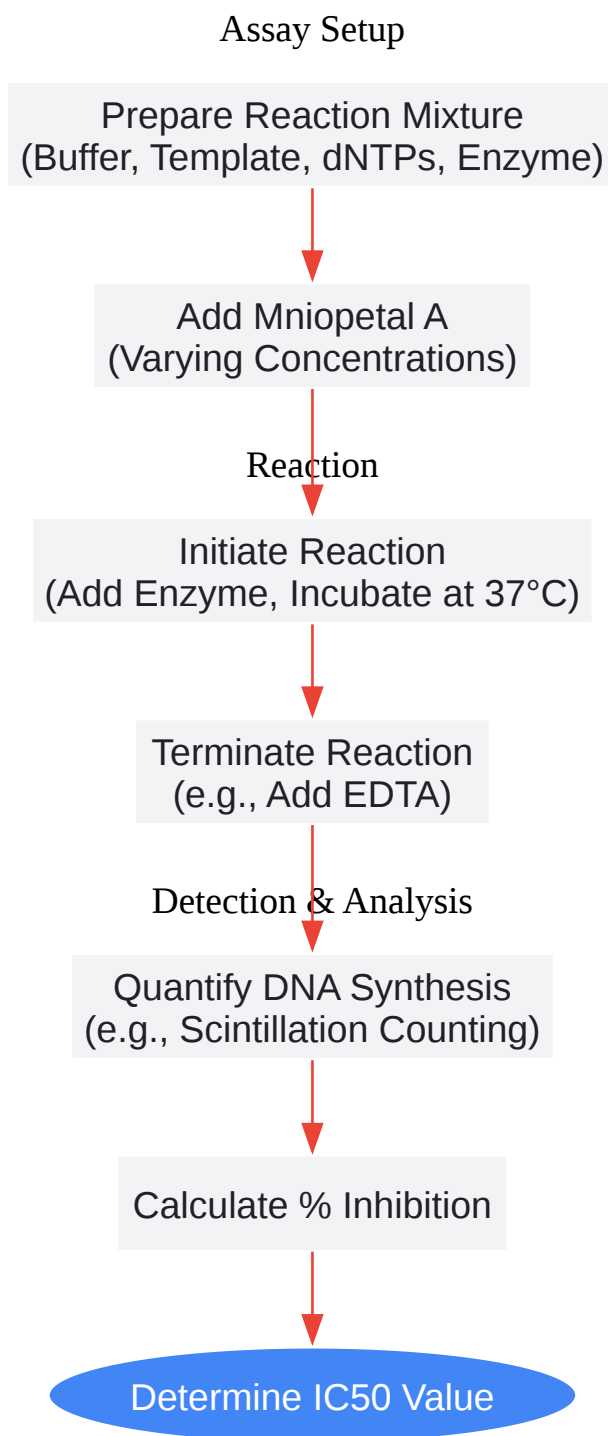 Assay Setup
Prepare Reaction Mixture
(Buffer, Template, dNTPs, Enzyme)
Add Mniopetal A
(Varying Concentrations)
Reaction
Initiate Reaction
(Add Enzyme, Incubate at 37°C)
Terminate Reaction
(e.g., Add EDTA)
Detection & Analysis
Quantify DNA Synthesis
(e.g., Scintillation Counting)
Calculate % Inhibition
Determine IC50 Value